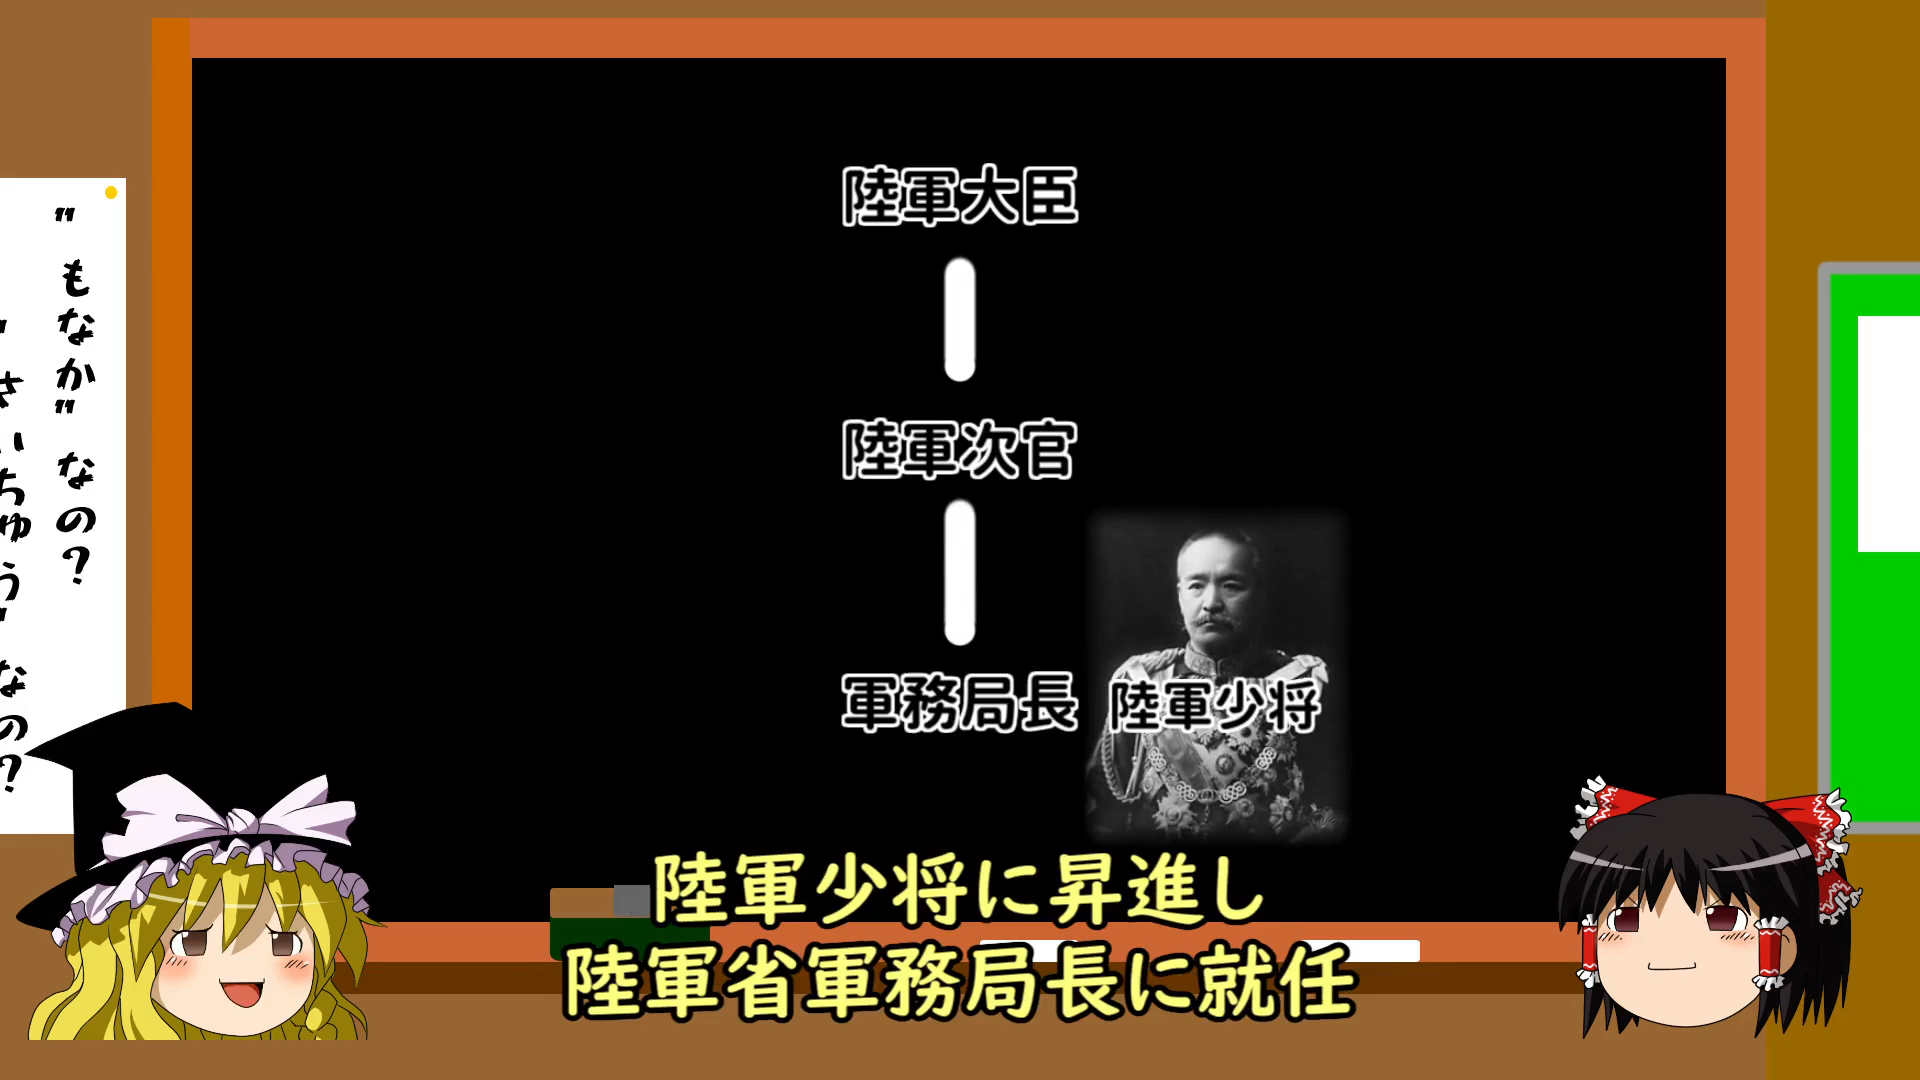 陸軍大臣
陸軍次官
軍務局長 陸軍少将
"もなか"なの?
"さいちゅう"なの?
陸軍少将に昇進し
陸軍省軍務局長に就任